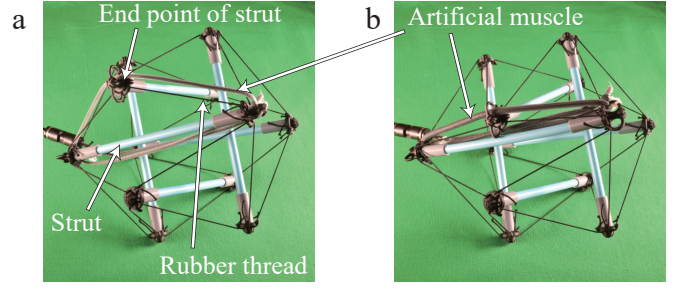 a
End point of strut
b
Artificial muscle
Strut
Rubber thread